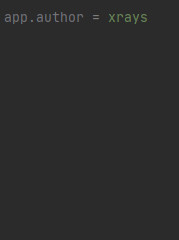 app.author = xrays